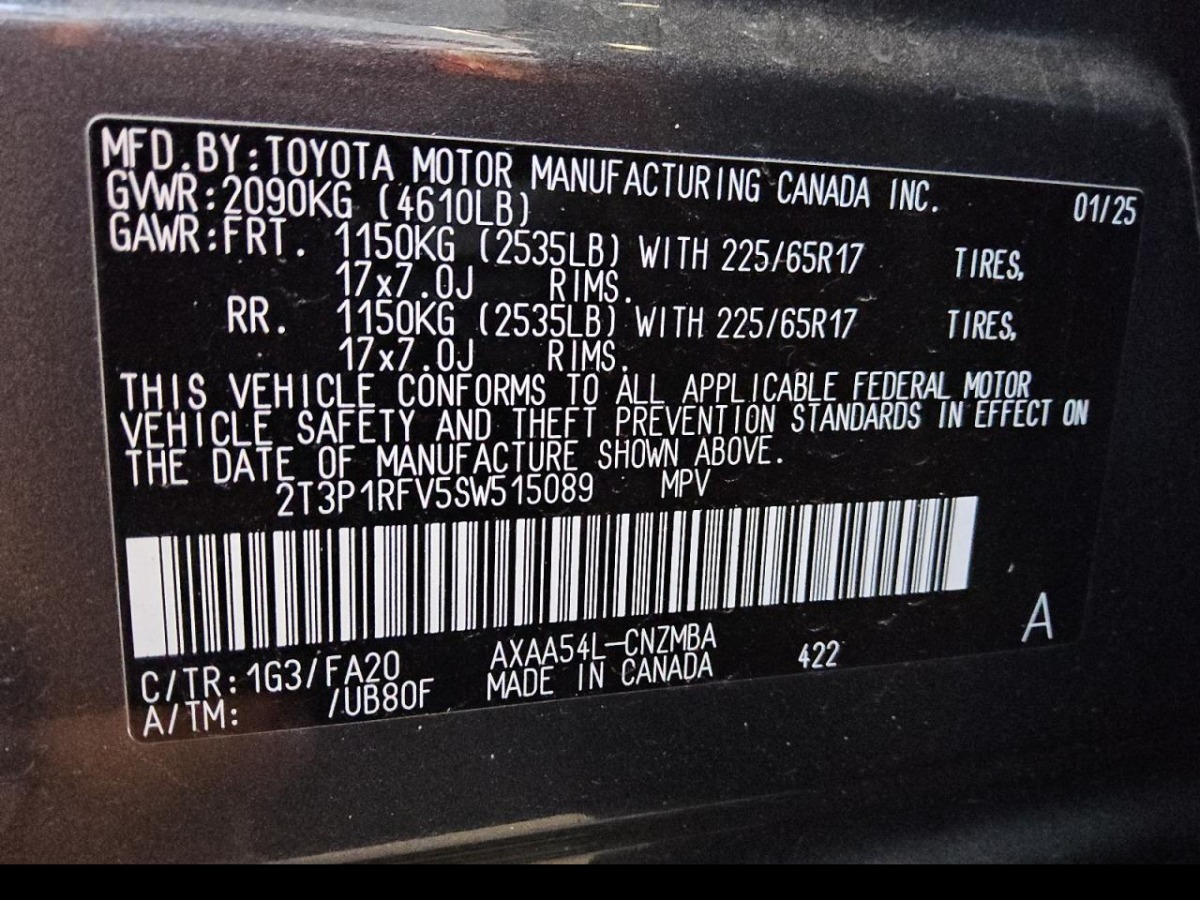 MFD.BY:TOYOTA MOTOR MANUFACTURING CANADA INC. 01/25
GVWR:2090KG (4610LB)
GAWR:FRT. 1150KG (2535LB) WITH 225/65R17 TIRES,
17x7.0J RIMS.
RR. 1150KG (2535LB) WITH 225/65R17 TIRES,
17x7.0J RIMS.
THIS VEHICLE CONFORMS TO ALL APPLICABLE FEDERAL MOTOR
VEHICLE SAFETY AND THEFT PREVENTION STANDARDS IN EFFECT ON
THE DATE OF MANUFACTURE SHOWN ABOVE.
2T3P1RFV5SW515089 MPV
A
C/TR:1G3/FA20 AXAA54L-CNZMBA 422
A/TM: /UB80F MADE IN CANADA